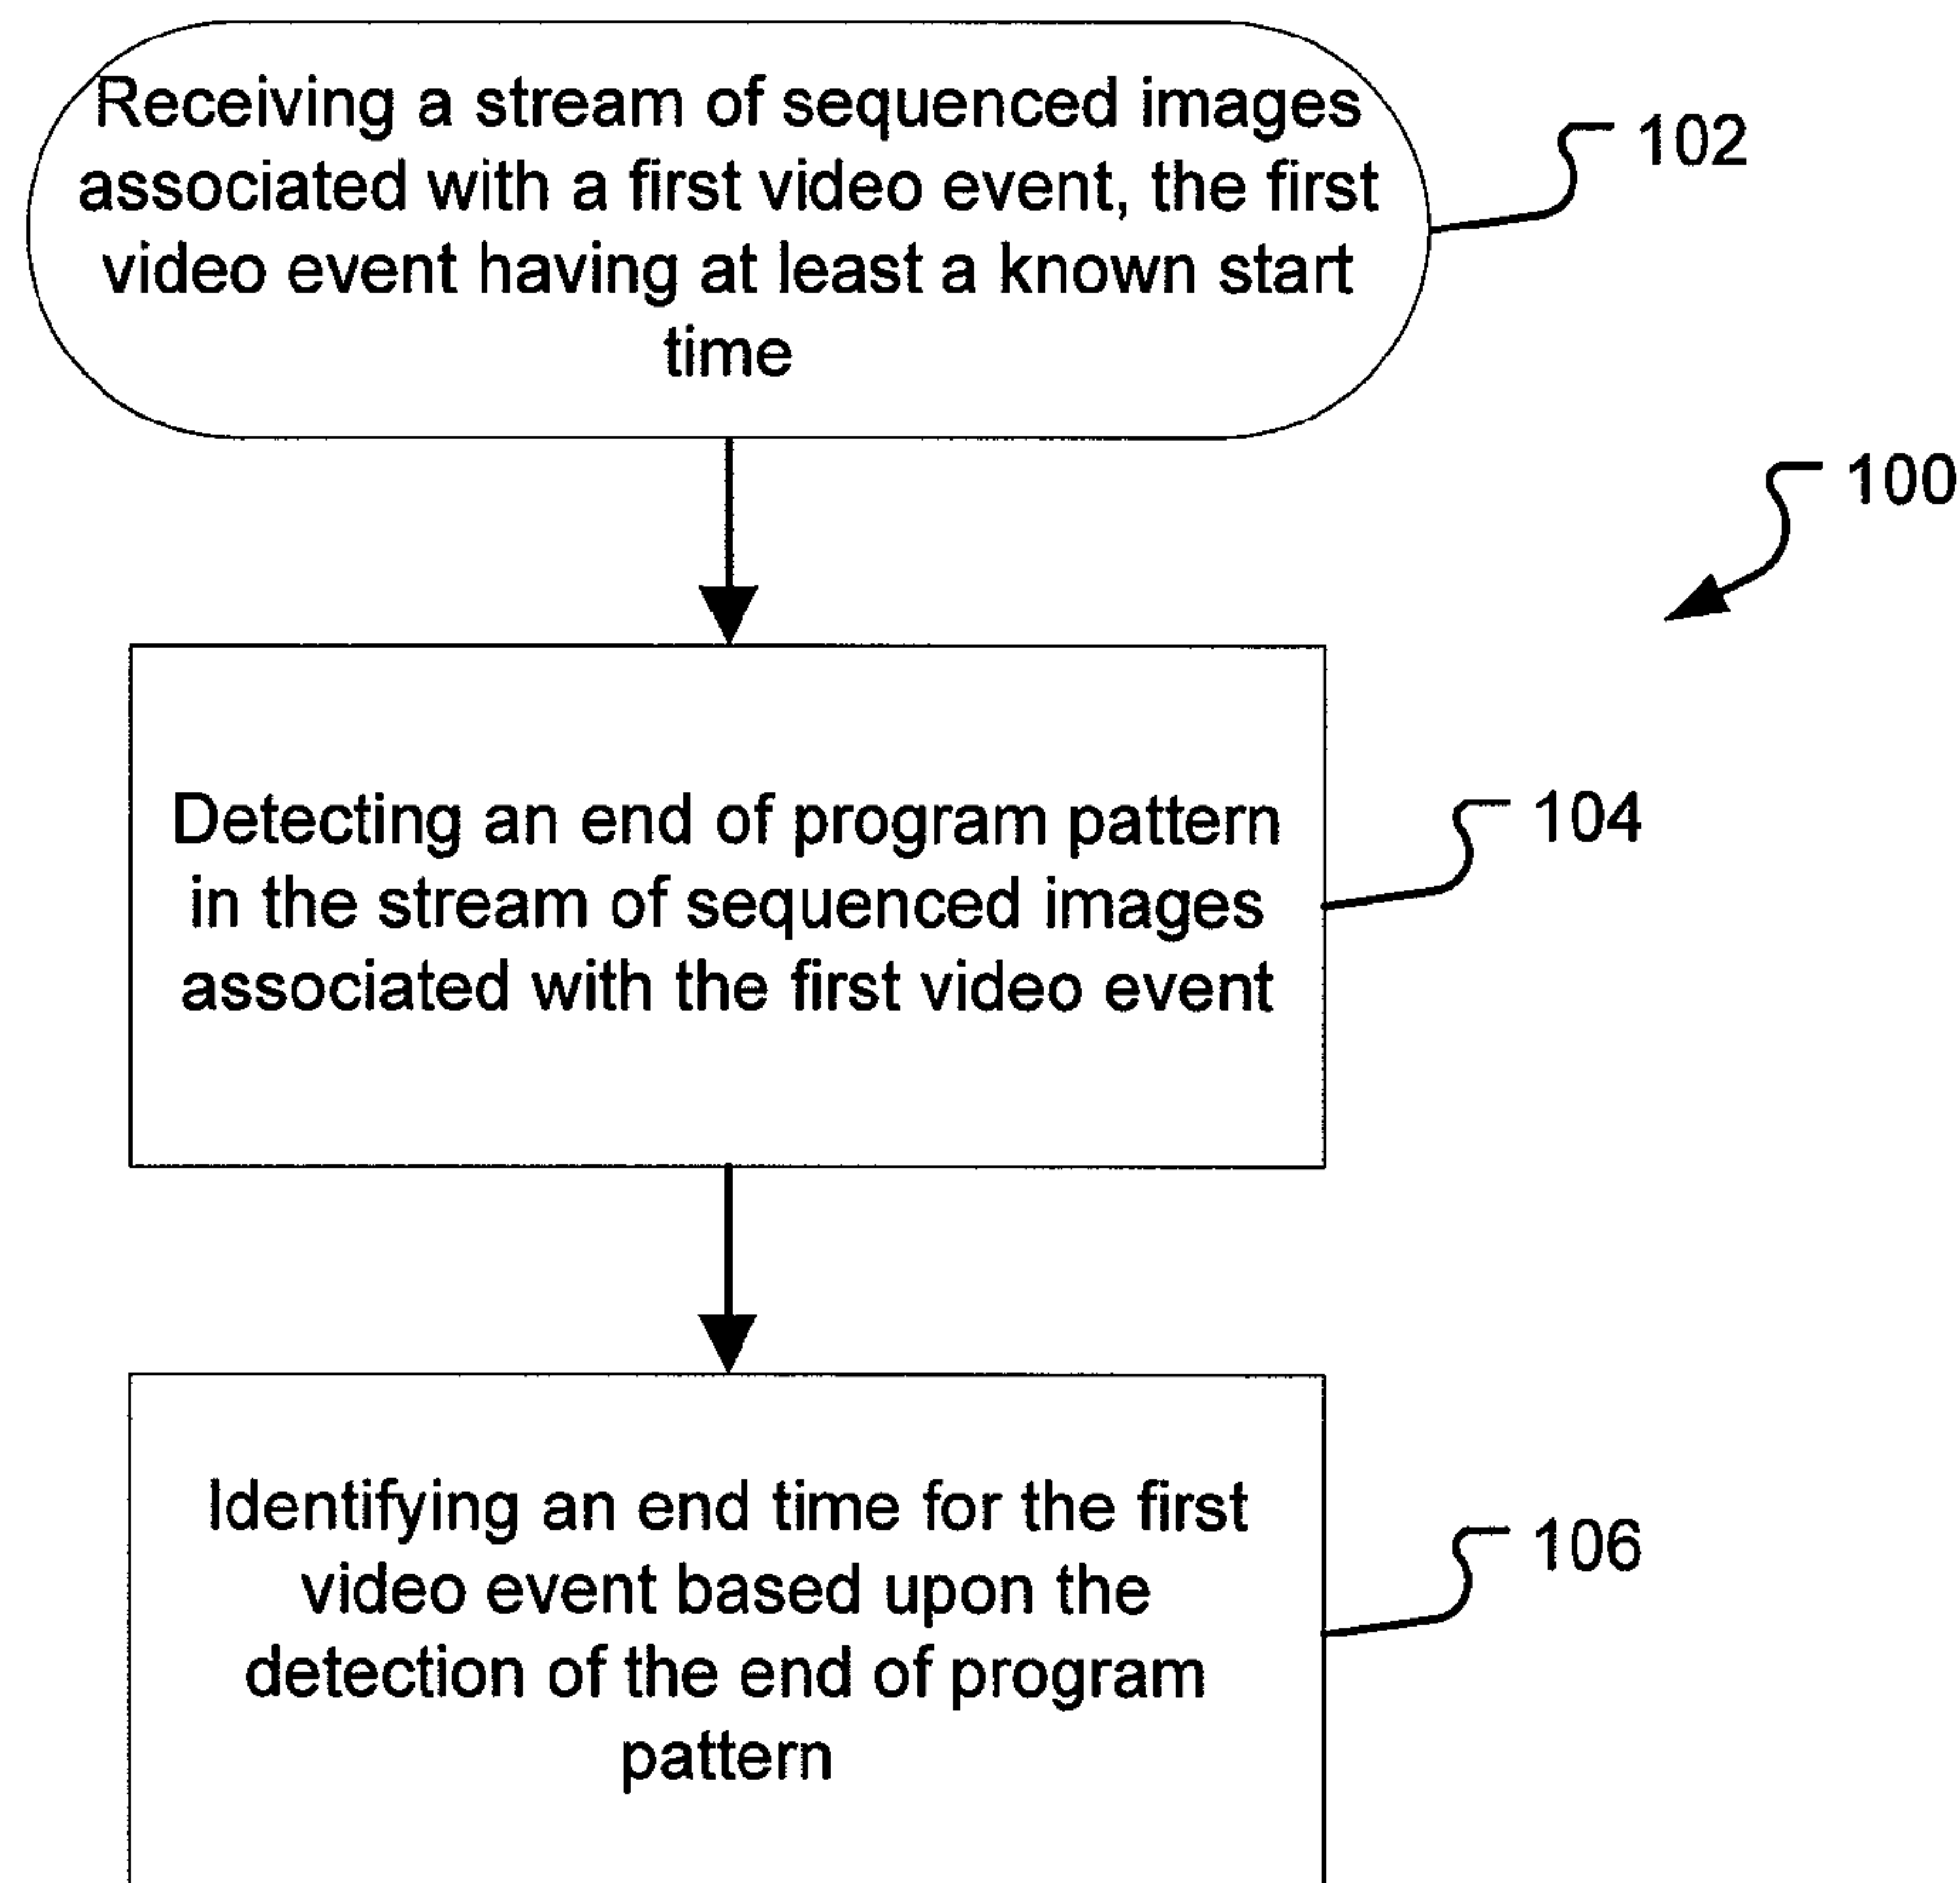 Receiving a stream of sequenced images
associated with a first video event, the first
video event having at least a known start
time
102
100
Detecting an end of program pattern
in the stream of sequenced images
associated with the first video event
104
Identifying an end time for the first
video event based upon the
detection of the end of program
pattern
106